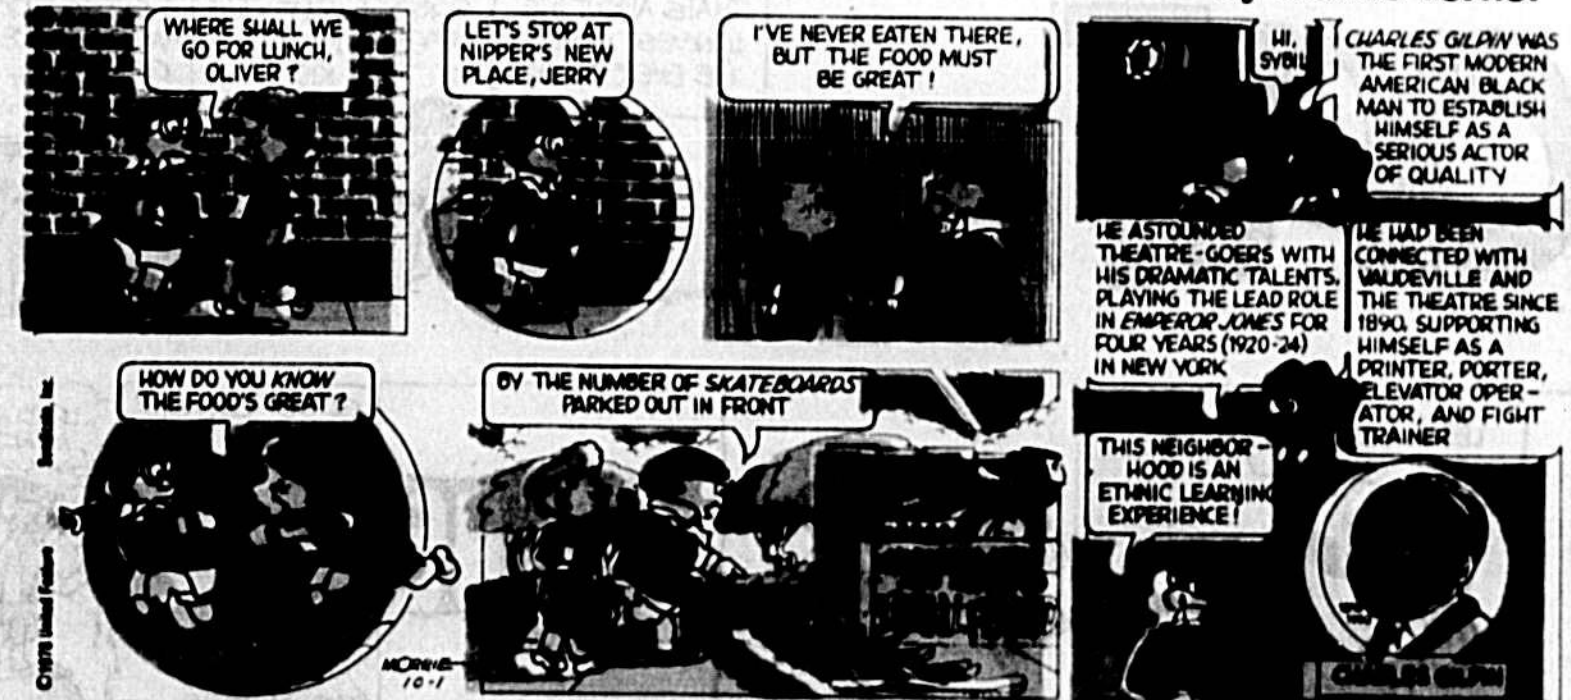 WHERE SHALL WE
GO FOR LUNCH,
OLIVER?
LET'S STOP AT
NIPPER'S NEW
PLACE, JERRY
I'VE NEVER EATEN THERE,
BUT THE FOOD MUST
BE GREAT!
HOW DO YOU KNOW
THE FOOD'S GREAT?
BY THE NUMBER OF SKATEBOARDS
PARKED OUT IN FRONT
MORRIE
10-1
©1978 United Feature Syndicate, Inc.
HI,
SYBIL
CHARLES GILPIN WAS
THE FIRST MODERN
AMERICAN BLACK
MAN TO ESTABLISH
HIMSELF AS A
SERIOUS ACTOR
OF QUALITY
HE ASTOUNDED
THEATRE-GOERS WITH
HIS DRAMATIC TALENTS,
PLAYING THE LEAD ROLE
IN EMPEROR JONES FOR
FOUR YEARS (1920-24)
IN NEW YORK
HE HAD BEEN
CONNECTED WITH
VAUDEVILLE AND
THE THEATRE SINCE
1890, SUPPORTING
HIMSELF AS A
PRINTER, PORTER,
ELEVATOR OPER-
ATOR, AND FIGHT
TRAINER
THIS NEIGHBOR-
HOOD IS AN
ETHNIC LEARNING
EXPERIENCE!
CHARLES GILPIN